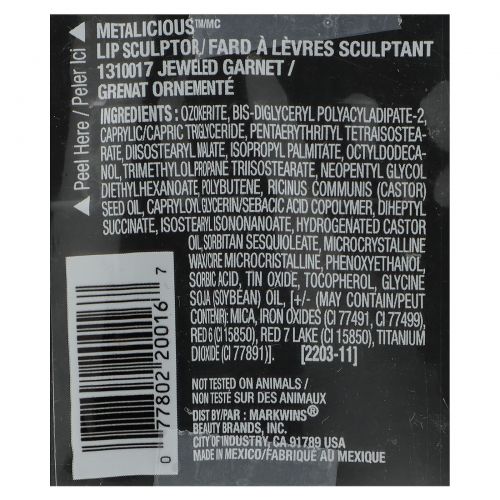 Peel Here / Peler Ici
METALICIOUS™/MC
LIP SCULPTOR/FARD À LÈVRES SCULPTANT
1310017 JEWELED GARNET /
GRENAT ORNEMENTÉ
INGREDIENTS : OZOKERITE, BIS-DIGLYCERYL POLYACYLADIPATE-2,
CAPRYLIC/CAPRIC TRIGLYCERIDE, PENTAERYTHRITYL TETRAISOSTEA-
RATE, DIISOSTEARYL MALATE, ISOPROPYL PALMITATE, OCTYLDODECA-
NOL, TRIMETHYLOLPROPANE TRIISOSTEARATE, NEOPENTYL GLYCOL
DIETHYLHEXANOATE, POLYBUTENE, RICINUS COMMUNIS (CASTOR)
SEED OIL, CAPRYLOYL GLYCERIN/SEBACIC ACID COPOLYMER, DIHEPTYL
SUCCINATE, ISOSTEARYL ISONONANOATE, HYDROGENATED CASTOR
OIL, SORBITAN SESQUIOLEATE, MICROCRYSTALLINE
WAX/CIRE MICROCRISTALLINE, PHENOXYETHANOL,
SORBIC ACID, TIN OXIDE, TOCOPHEROL, GLYCINE
SOJA (SOYBEAN) OIL, [+/- (MAY CONTAIN/PEUT
CONTENIR): MICA, IRON OXIDES (CI 77491, CI 77499),
RED 6 (CI 15850), RED 7 LAKE (CI 15850), TITANIUM
DIOXIDE (CI 77891)]. [2203-11]
NOT TESTED ON ANIMALS /
NON TESTÉ SUR DES ANIMAUX
DIST BY/PAR : MARKWINS®
BEAUTY BRANDS, INC.
CITY OF INDUSTRY, CA 91789 USA
MADE IN MEXICO/FABRIQUÉ AU MEXIQUE
0 77802 20016 7